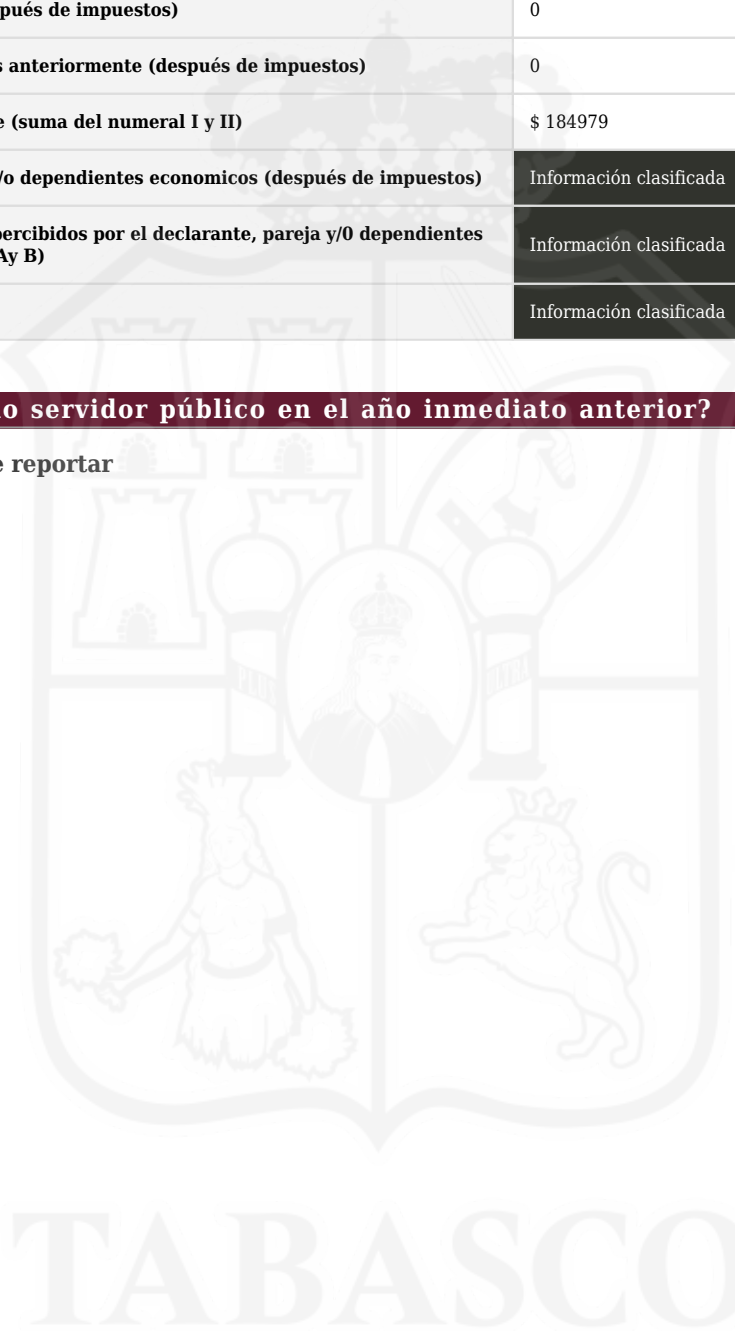 pués de impuestos)
0
s anteriormente (después de impuestos)
0
e (suma del numeral I y II)
$ 184979
/o dependientes economicos (después de impuestos)
Información clasificada
percibidos por el declarante, pareja y/0 dependientes
Ay B)
Información clasificada
Información clasificada
o servidor público en el año inmediato anterior?
e reportar
PLUS
ULTRA
TABASCO